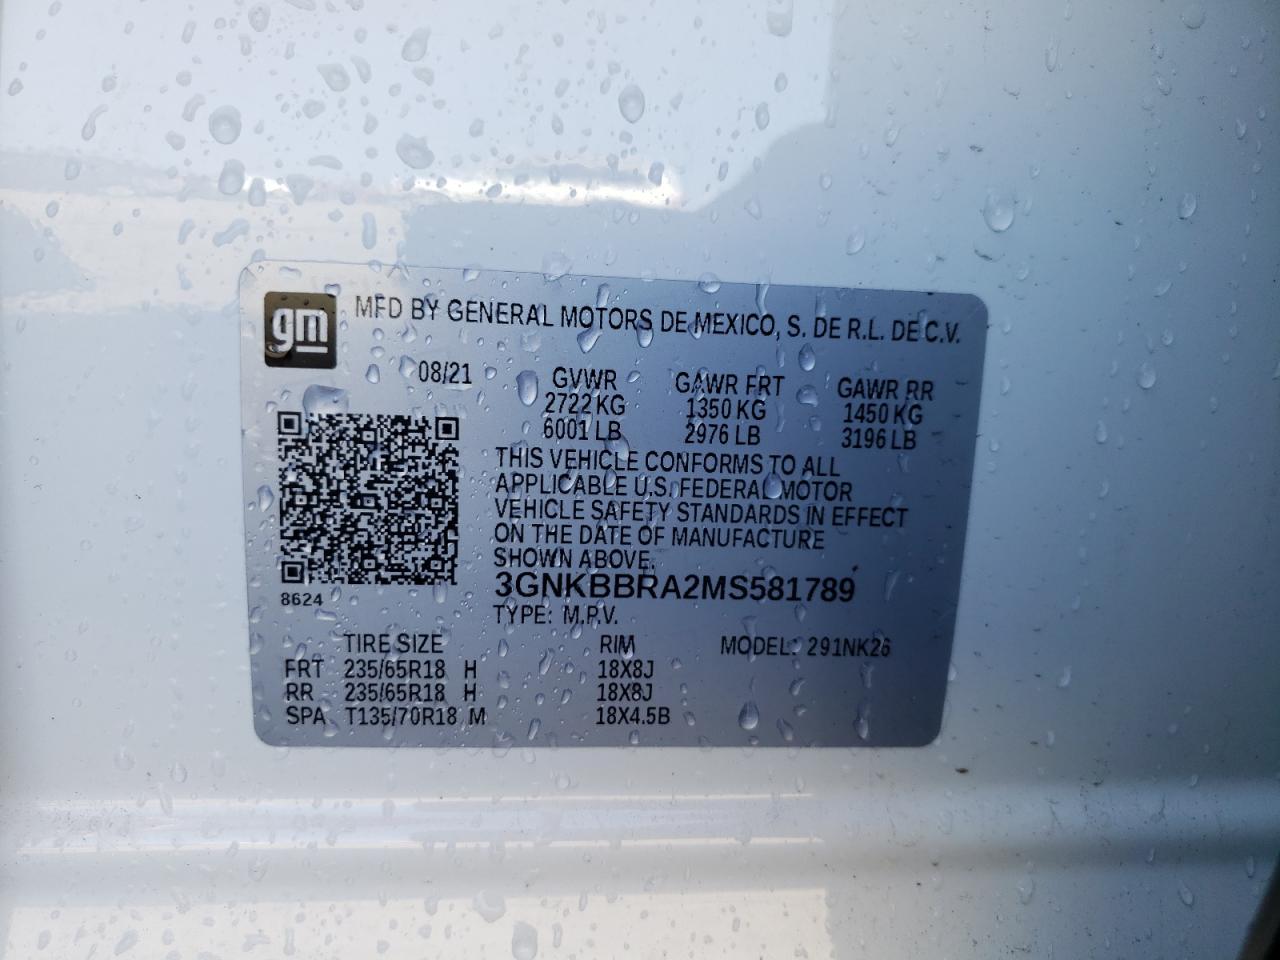 gm
MFD BY GENERAL MOTORS DE MEXICO, S. DE R.L. DE C.V.
08/21 GVWR GAWR FRT GAWR RR
2722 KG 1350 KG 1450 KG
6001 LB 2976 LB 3196 LB
THIS VEHICLE CONFORMS TO ALL
APPLICABLE U.S. FEDERAL MOTOR
VEHICLE SAFETY STANDARDS IN EFFECT
ON THE DATE OF MANUFACTURE
SHOWN ABOVE.
3GNKBBRA2MS581789
8624
TYPE: M.P.V.
TIRE SIZE RIM MODEL: 291NK26
FRT 235/65R18 H 18X8J
RR 235/65R18 H 18X8J
SPA T135/70R18 M 18X4.5B